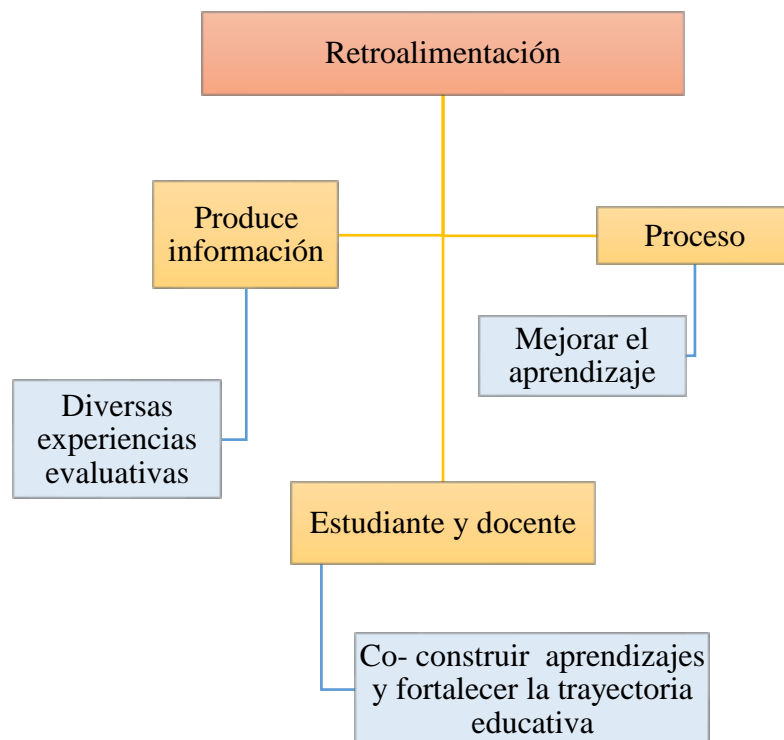 Retroalimentación
Produce
información
Proceso
Mejorar el
aprendizaje
Diversas
experiencias
evaluativas
Estudiante y docente
Co- construir aprendizajes
y fortalecer la trayectoria
educativa